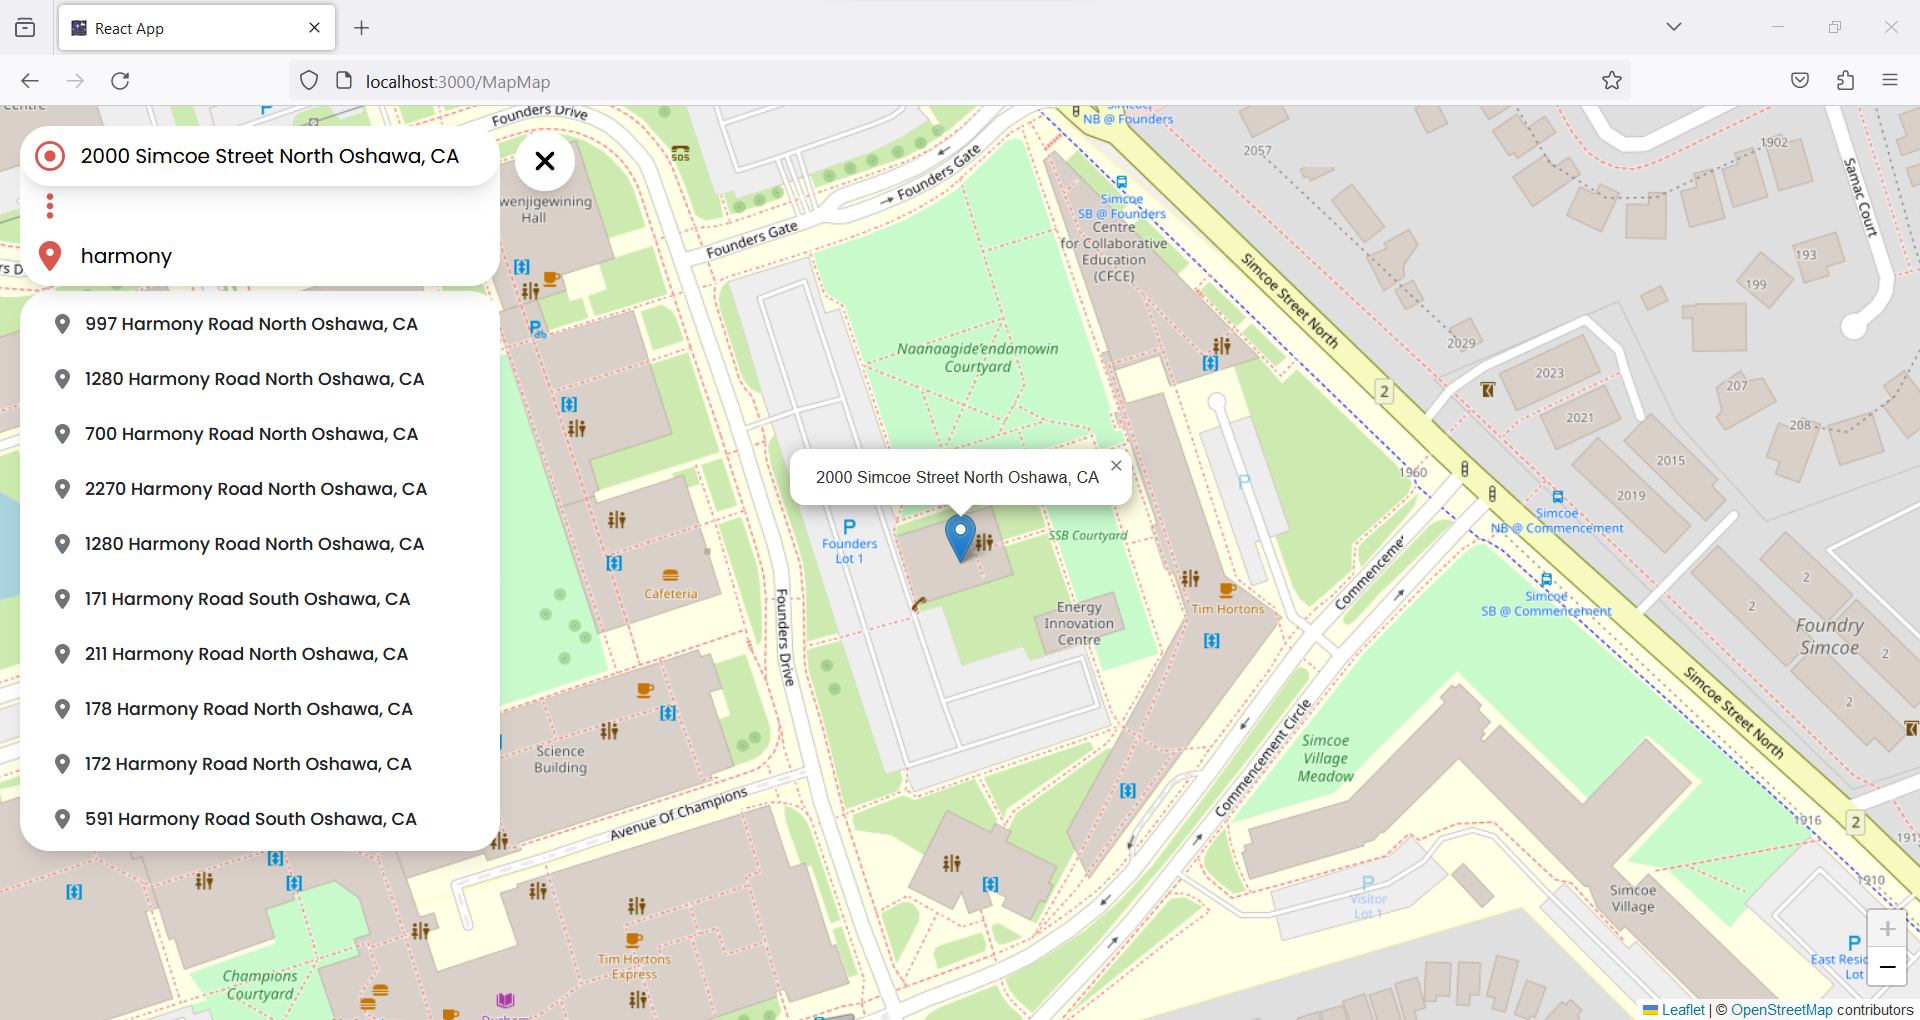 React App
localhost:3000/MapMap
2000 Simcoe Street North Oshawa, CA
harmony
997 Harmony Road North Oshawa, CA
1280 Harmony Road North Oshawa, CA
700 Harmony Road North Oshawa, CA
2270 Harmony Road North Oshawa, CA
1280 Harmony Road North Oshawa, CA
171 Harmony Road South Oshawa, CA
211 Harmony Road North Oshawa, CA
178 Harmony Road North Oshawa, CA
172 Harmony Road North Oshawa, CA
591 Harmony Road South Oshawa, CA
Centre
P
Founders Drive
SOS
Founders Gate
Founders Gate
wenjigewining
Hall
rs D
P
Simcoe,
NB @ Founders
Simcoe
SB @ Founders
Centre
for Collaborative
Education
(CFCE)
2057
1902
Samac Court
193
199
Simcoe Street North
2029
2023
2021
207
208
2
2015
2019
1960
Naanaagide'endamowin
Courtyard
2000 Simcoe Street North Oshawa, CA
P
Founders
Lot 1
SSB Courtyard
P
Simcoe
NB @ Commencement
Simcoe
SB @ Commencement
Commencemer
Cafeteria
Founders Drive
Energy
Innovation
Centre
Tim Hortons
2
2
2
2
Foundry
Simcoe
Simcoe Street North
Science
Building
Commencement Circle
Simcoe
Village
Meadow
Avenue Of Champions
1916
2
191
1910
P
Visitor
Lot 1
Simcoe
Village
Tim Hortons
Express
Champions
Courtyard
P
East Resi
Lot
Durham
+
−
Leaflet | © OpenStreetMap contributors